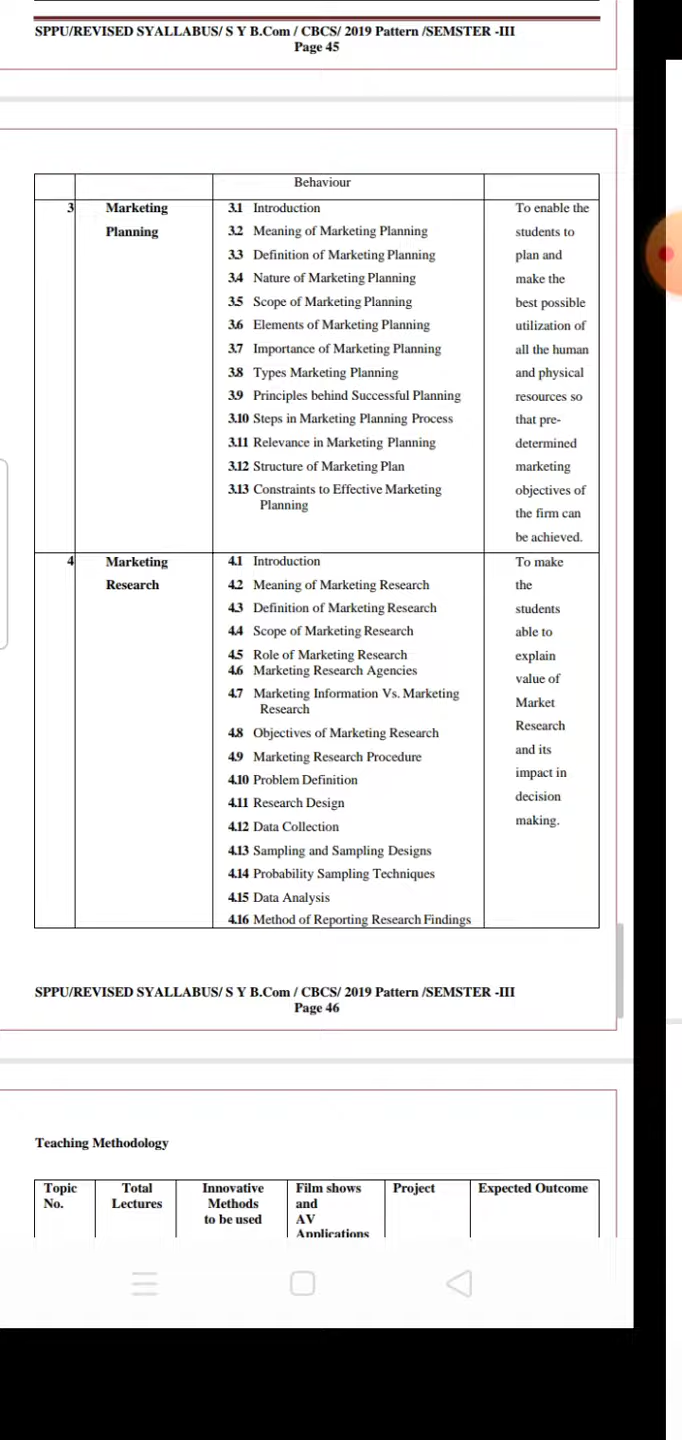 SPPU/REVISED SYALLABUS/ S Y B.Com / CBCS/ 2019 Pattern /SEMSTER -III
Page 45
Behaviour
3
Marketing
Planning
3.1 Introduction
3.2 Meaning of Marketing Planning
3.3 Definition of Marketing Planning
3.4 Nature of Marketing Planning
3.5 Scope of Marketing Planning
3.6 Elements of Marketing Planning
3.7 Importance of Marketing Planning
3.8 Types Marketing Planning
3.9 Principles behind Successful Planning
3.10 Steps in Marketing Planning Process
3.11 Relevance in Marketing Planning
3.12 Structure of Marketing Plan
3.13 Constraints to Effective Marketing
Planning
To enable the
students to
plan and
make the
best possible
utilization of
all the human
and physical
resources so
that pre-
determined
marketing
objectives of
the firm can
be achieved.
4
Marketing
Research
4.1 Introduction
4.2 Meaning of Marketing Research
4.3 Definition of Marketing Research
4.4 Scope of Marketing Research
4.5 Role of Marketing Research
4.6 Marketing Research Agencies
4.7 Marketing Information Vs. Marketing
Research
4.8 Objectives of Marketing Research
4.9 Marketing Research Procedure
4.10 Problem Definition
4.11 Research Design
4.12 Data Collection
4.13 Sampling and Sampling Designs
4.14 Probability Sampling Techniques
4.15 Data Analysis
4.16 Method of Reporting Research Findings
To make
the
students
able to
explain
value of
Market
Research
and its
impact in
decision
making.
SPPU/REVISED SYALLABUS/ S Y B.Com / CBCS/ 2019 Pattern /SEMSTER -III
Page 46
Teaching Methodology
Topic
No.
Total
Lectures
Innovative
Methods
to be used
Film shows
and
AV
Applications
Project
Expected Outcome